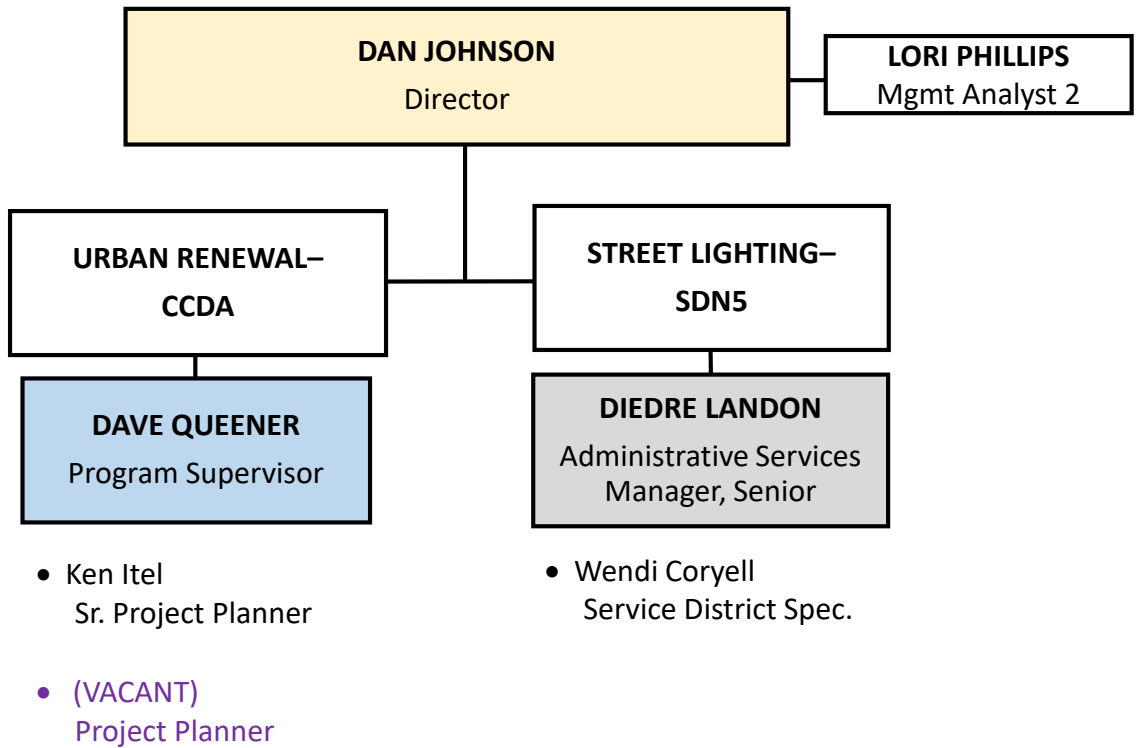 DAN JOHNSON
Director
LORI PHILLIPS
Mgmt Analyst 2
URBAN RENEWAL–
CCDA
STREET LIGHTING–
SDN5
DAVE QUEENER
Program Supervisor
DIEDRE LANDON
Administrative Services
Manager, Senior
• Ken Itel
Sr. Project Planner
• (VACANT)
Project Planner
• Wendi Coryell
Service District Spec.